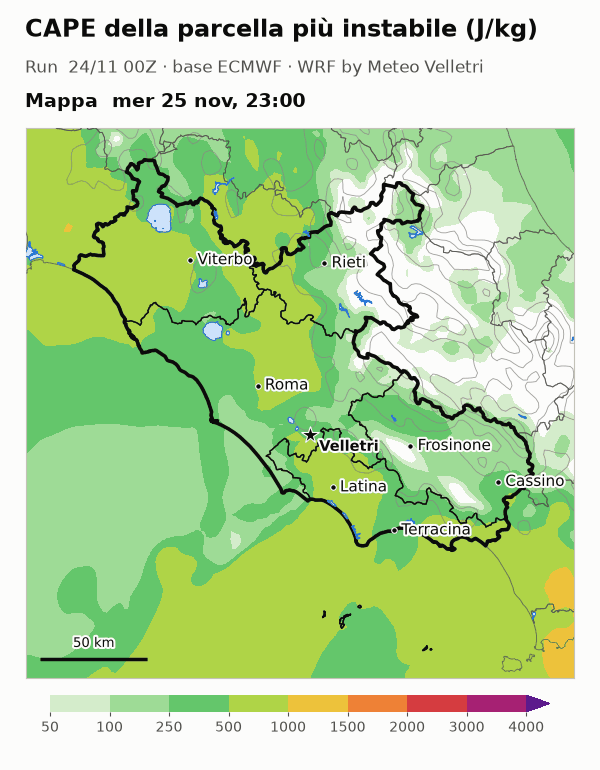 CAPE della parcella più instabile (J/kg)
Run  24/11 00Z · base ECMWF · WRF by Meteo Velletri
Mappa  mer 25 nov, 23:00
Viterbo
Rieti
Roma
Velletri
Frosinone
Cassino
Latina
Terracina
50 km
50 100 250 500 1000 1500 2000 3000 4000